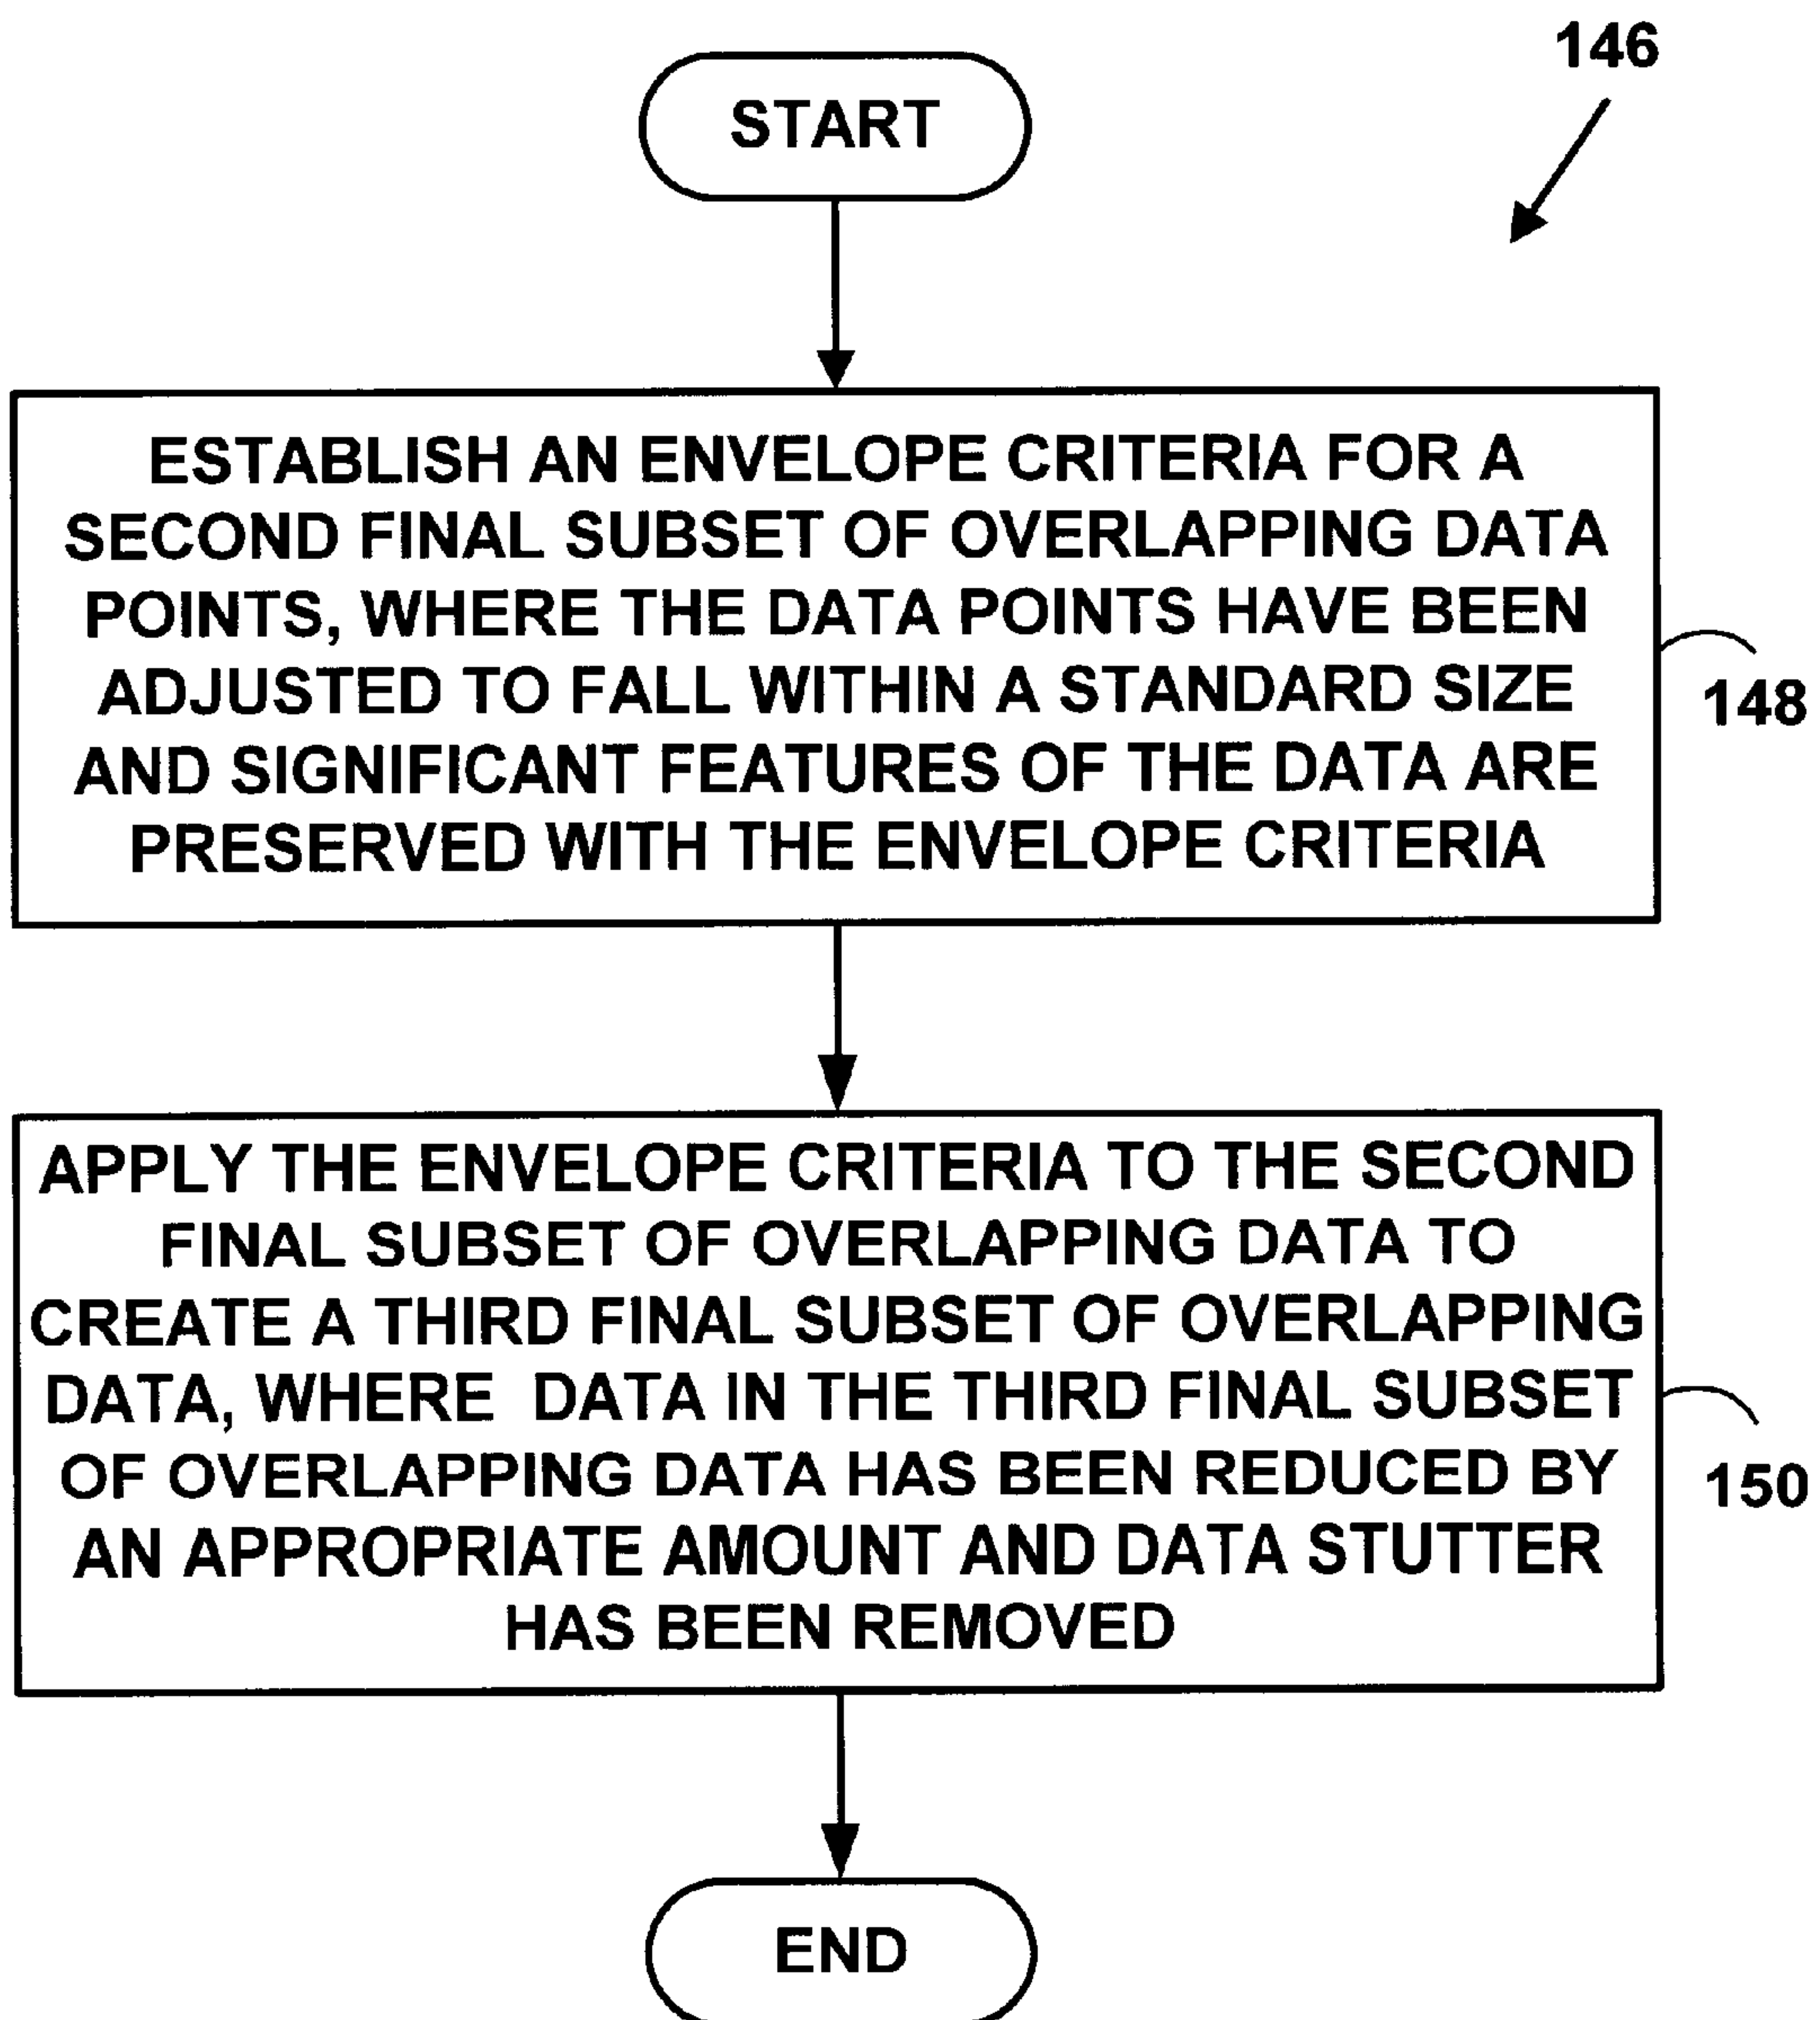 146
START
ESTABLISH AN ENVELOPE CRITERIA FOR A
SECOND FINAL SUBSET OF OVERLAPPING DATA
POINTS, WHERE THE DATA POINTS HAVE BEEN
ADJUSTED TO FALL WITHIN A STANDARD SIZE
AND SIGNIFICANT FEATURES OF THE DATA ARE
PRESERVED WITH THE ENVELOPE CRITERIA
148
APPLY THE ENVELOPE CRITERIA TO THE SECOND
FINAL SUBSET OF OVERLAPPING DATA TO
CREATE A THIRD FINAL SUBSET OF OVERLAPPING
DATA, WHERE DATA IN THE THIRD FINAL SUBSET
OF OVERLAPPING DATA HAS BEEN REDUCED BY
AN APPROPRIATE AMOUNT AND DATA STUTTER
HAS BEEN REMOVED
150
END